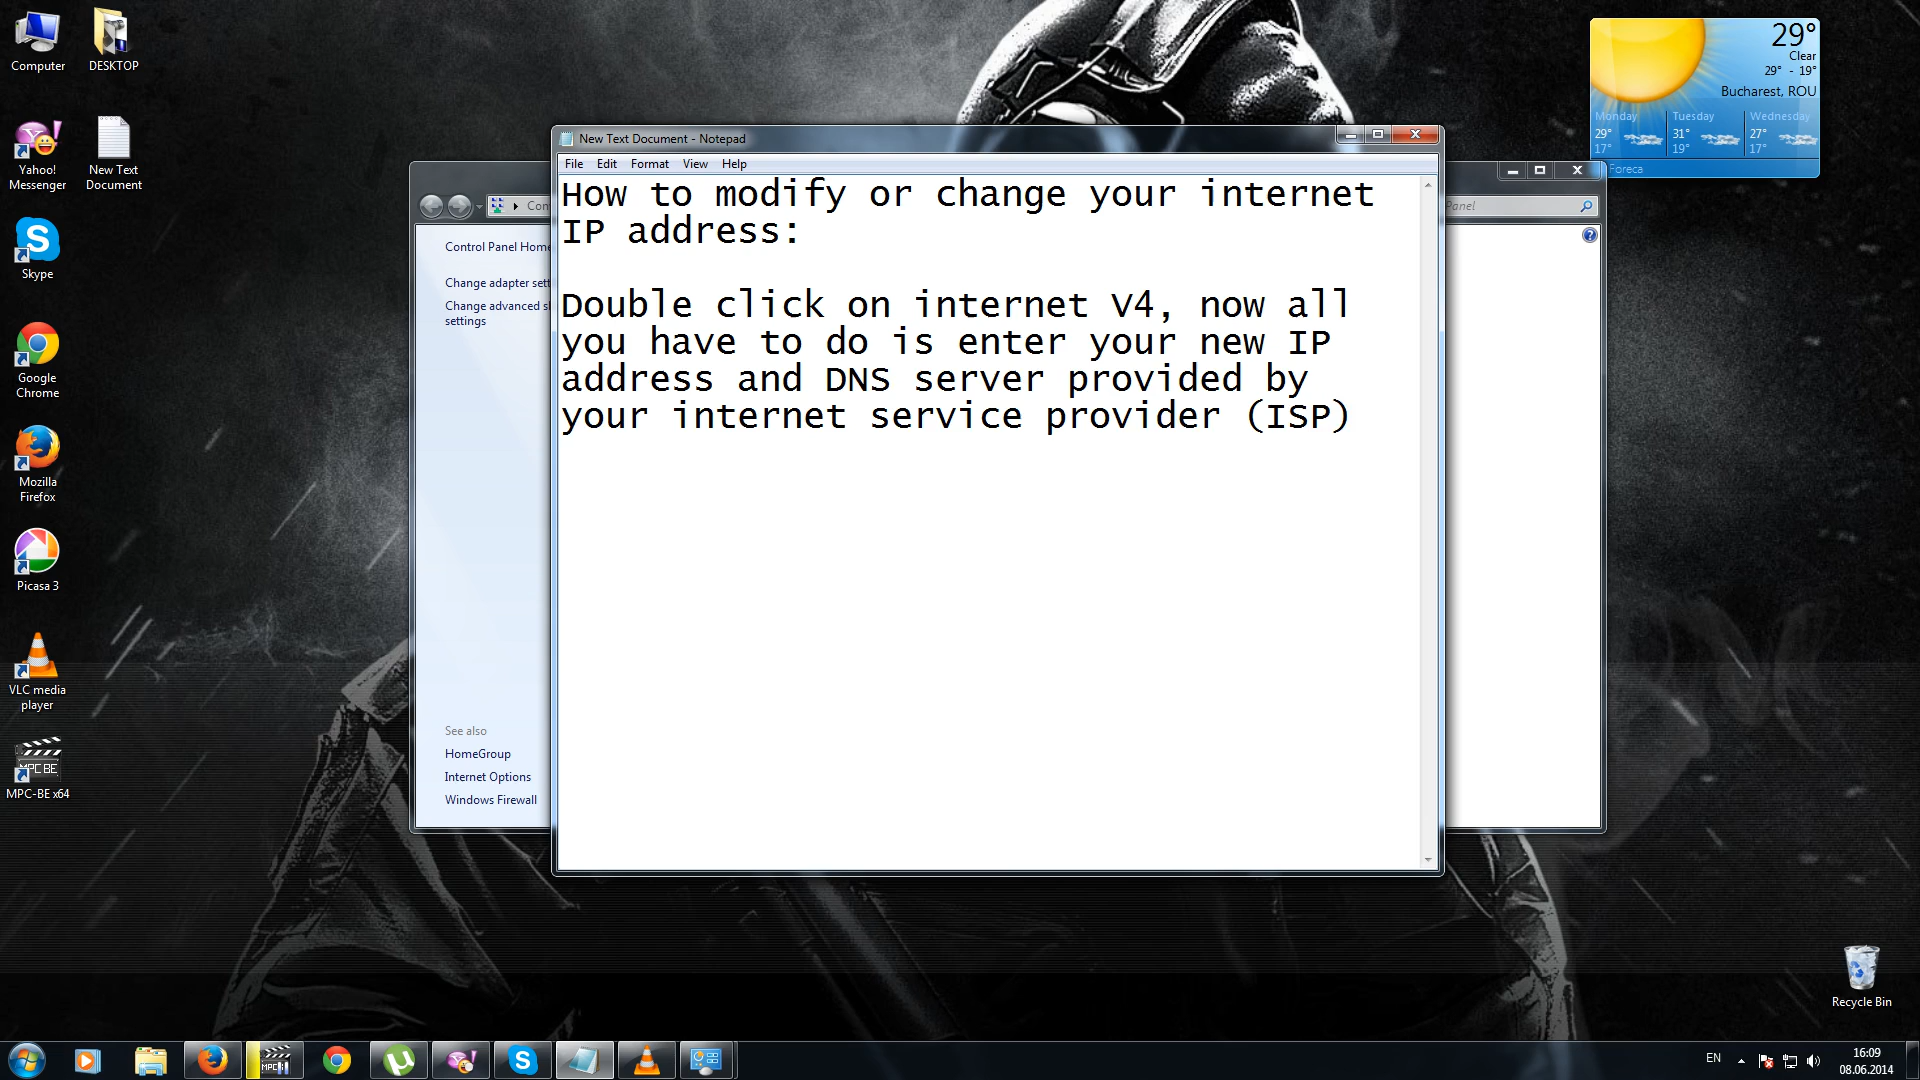 Computer
DESKTOP
Yahoo!
Messenger
New Text
Document
Skype
Google
Chrome
Mozilla
Firefox
Picasa 3
VLC media
player
MPC BE
MPC-BE x64
29°
Clear
29° - 19°
Bucharest, ROU
Monday
29°
17°
Tuesday
31°
19°
Wednesday
27°
17°
Foreca
New Text Document - Notepad
File Edit Format View Help
How to modify or change your internet
IP address:
Double click on internet V4, now all
you have to do is enter your new IP
address and DNS server provided by
your internet service provider (ISP)
Panel
Control Panel Home
Change adapter
Change advanced
settings
See also
HomeGroup
Internet Options
Windows Firewall
Recycle Bin
EN
16:09
08.06.2014